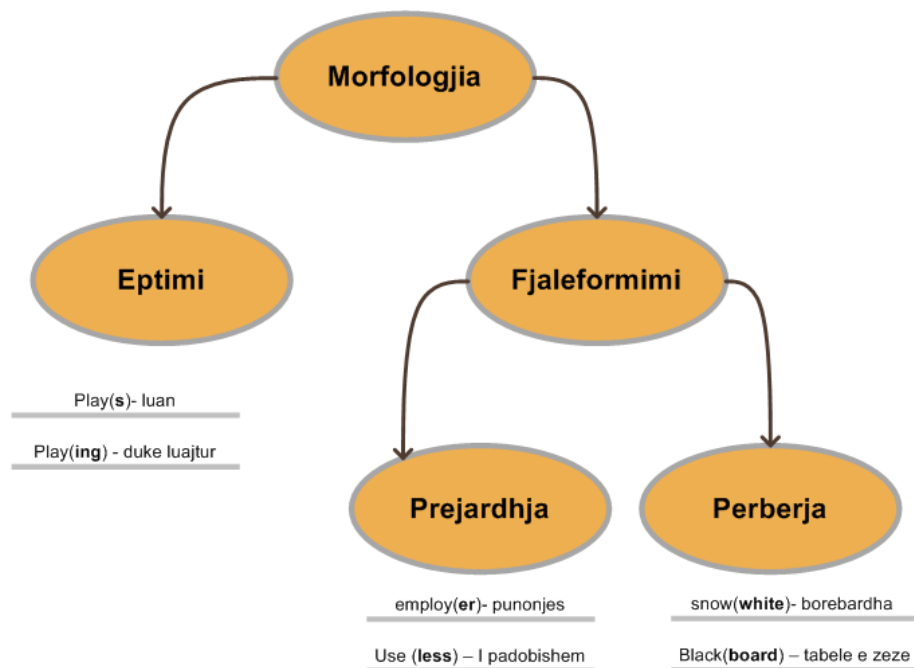 Morfologjia
Eptimi
Fjaleformimi
Play(s)- luan
Play(ing) - duke luajtur
Prejardhja
Perberja
employ(er)- punonjes
snow(white)- borebardha
Use (less) – I padobishem
Black(board) – tabele e zeze